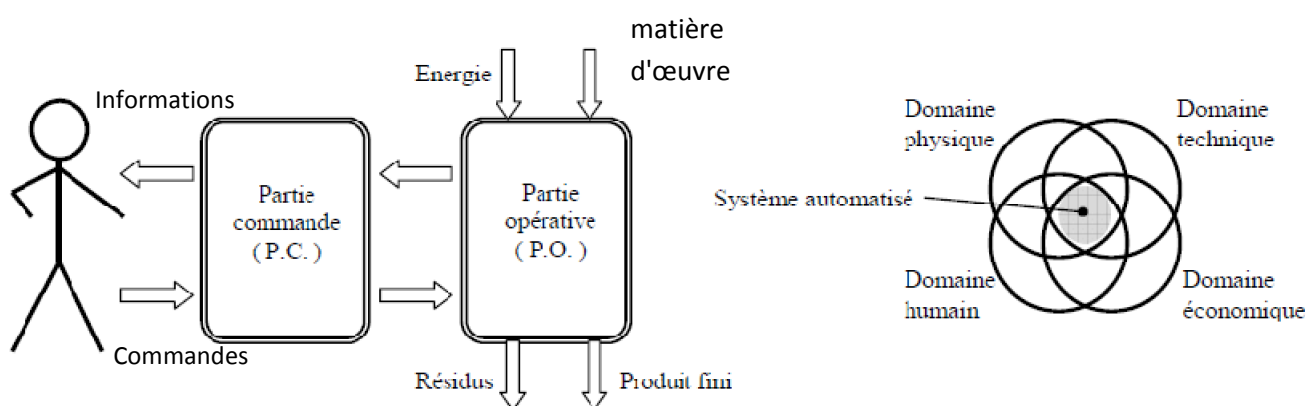 matière
d'œuvre
Energie
Informations
Partie
commande
( P.C. )
Partie
opérative
( P.O. )
Commandes
Résidus
Produit fini
Domaine
physique
Domaine
technique
Système automatisé
Domaine
humain
Domaine
économique